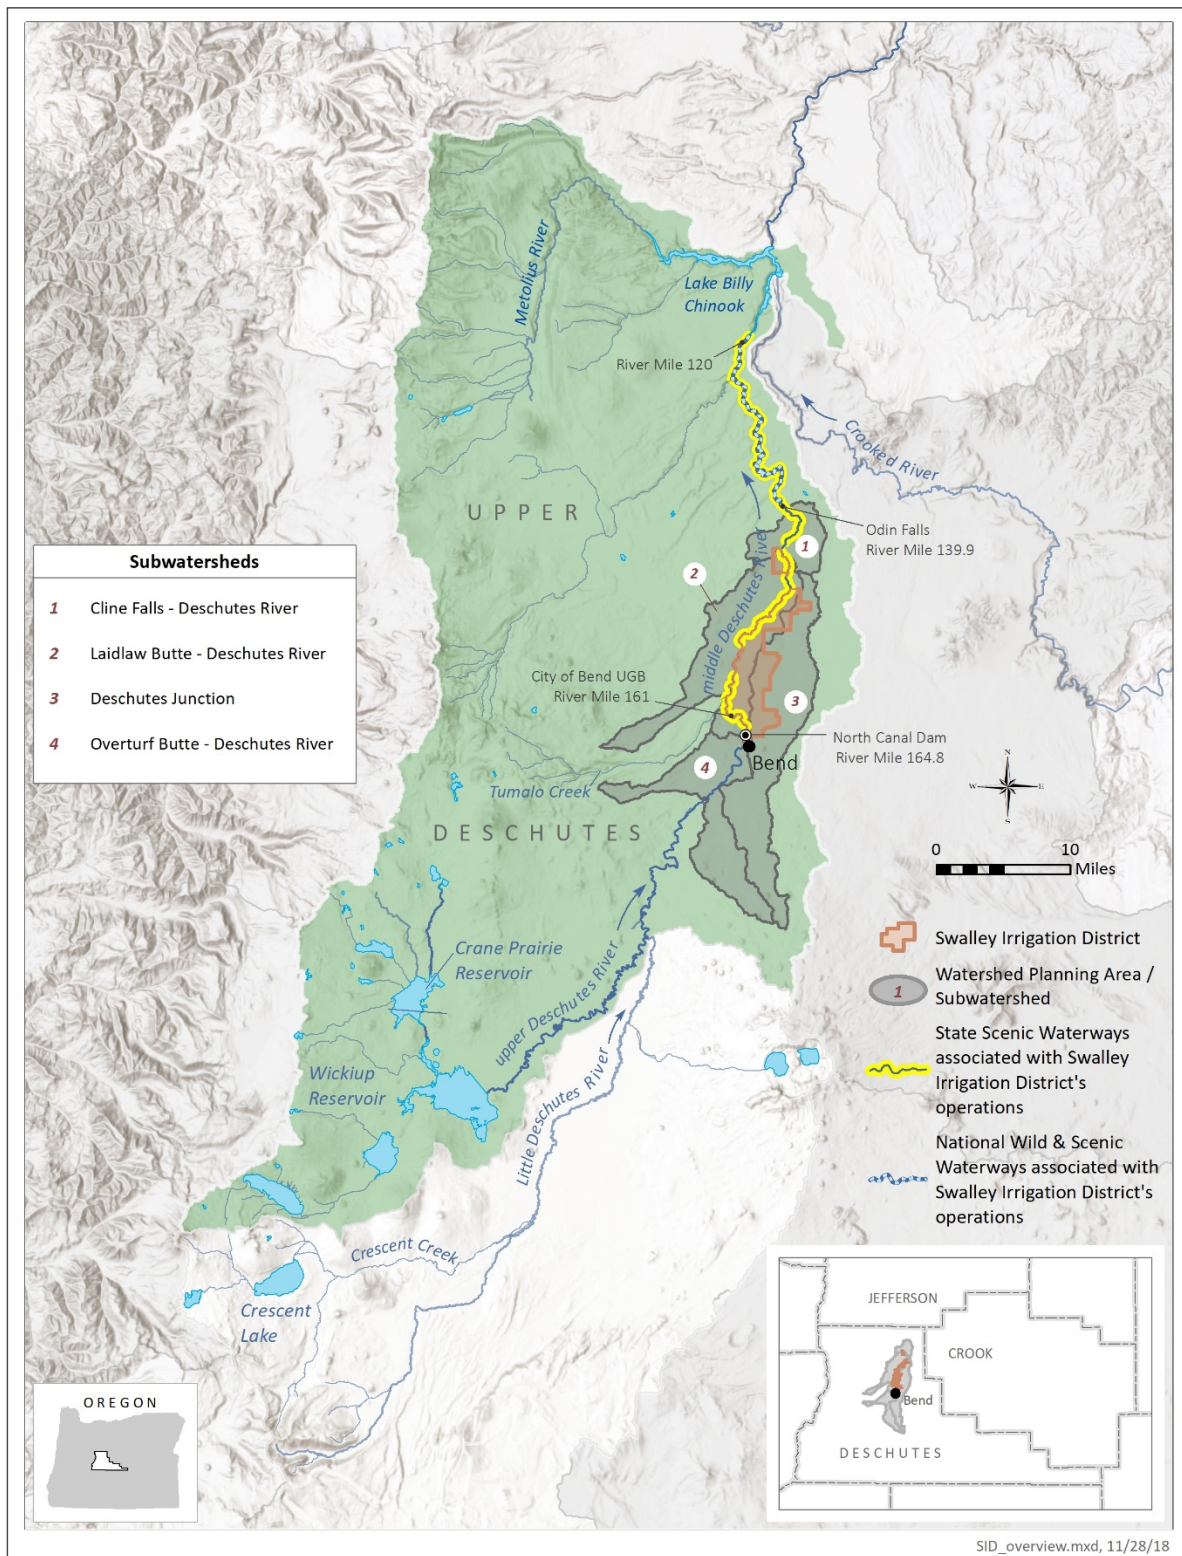 Metolius River
Lake Billy
Chinook
River Mile 120
Crooked River
UPPER
Odin Falls
River Mile 139.9
1
2
middle Deschutes River
Subwatersheds
1 Cline Falls - Deschutes River
2 Laidlaw Butte - Deschutes River
3 Deschutes Junction
4 Overturf Butte - Deschutes River
City of Bend UGB
River Mile 161
3
North Canal Dam
River Mile 164.8
Bend
4
Tumalo Creek
DESCHUTES
N
W E
S
0 10
Miles
Crane Prairie
Reservoir
upper Deschutes River
Wickiup
Reservoir
Little Deschutes River
Crescent Creek
Crescent
Lake
Swalley Irrigation District
1
Watershed Planning Area /
Subwatershed
State Scenic Waterways
associated with Swalley
Irrigation District's
operations
National Wild & Scenic
Waterways associated with
Swalley Irrigation District's
operations
OREGON
JEFFERSON
CROOK
Bend
DESCHUTES
SID_overview.mxd, 11/28/18